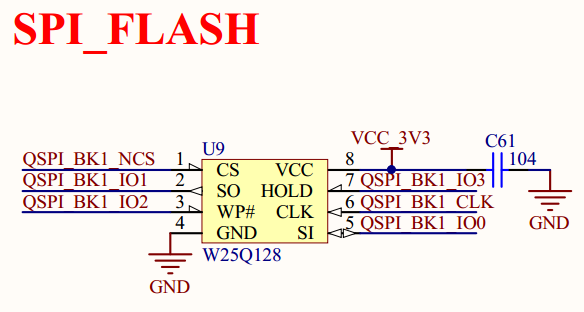 SPI_FLASH
U9
VCC_3V3
C61
QSPI_BK1_NCS 1 CS VCC 8 104
QSPI_BK1_IO1 2 SO HOLD 7 QSPI_BK1_IO3
QSPI_BK1_IO2 3 WP# CLK 6 QSPI_BK1_CLK
4 GND SI 5 QSPI_BK1_IO0
GND
W25Q128
GND